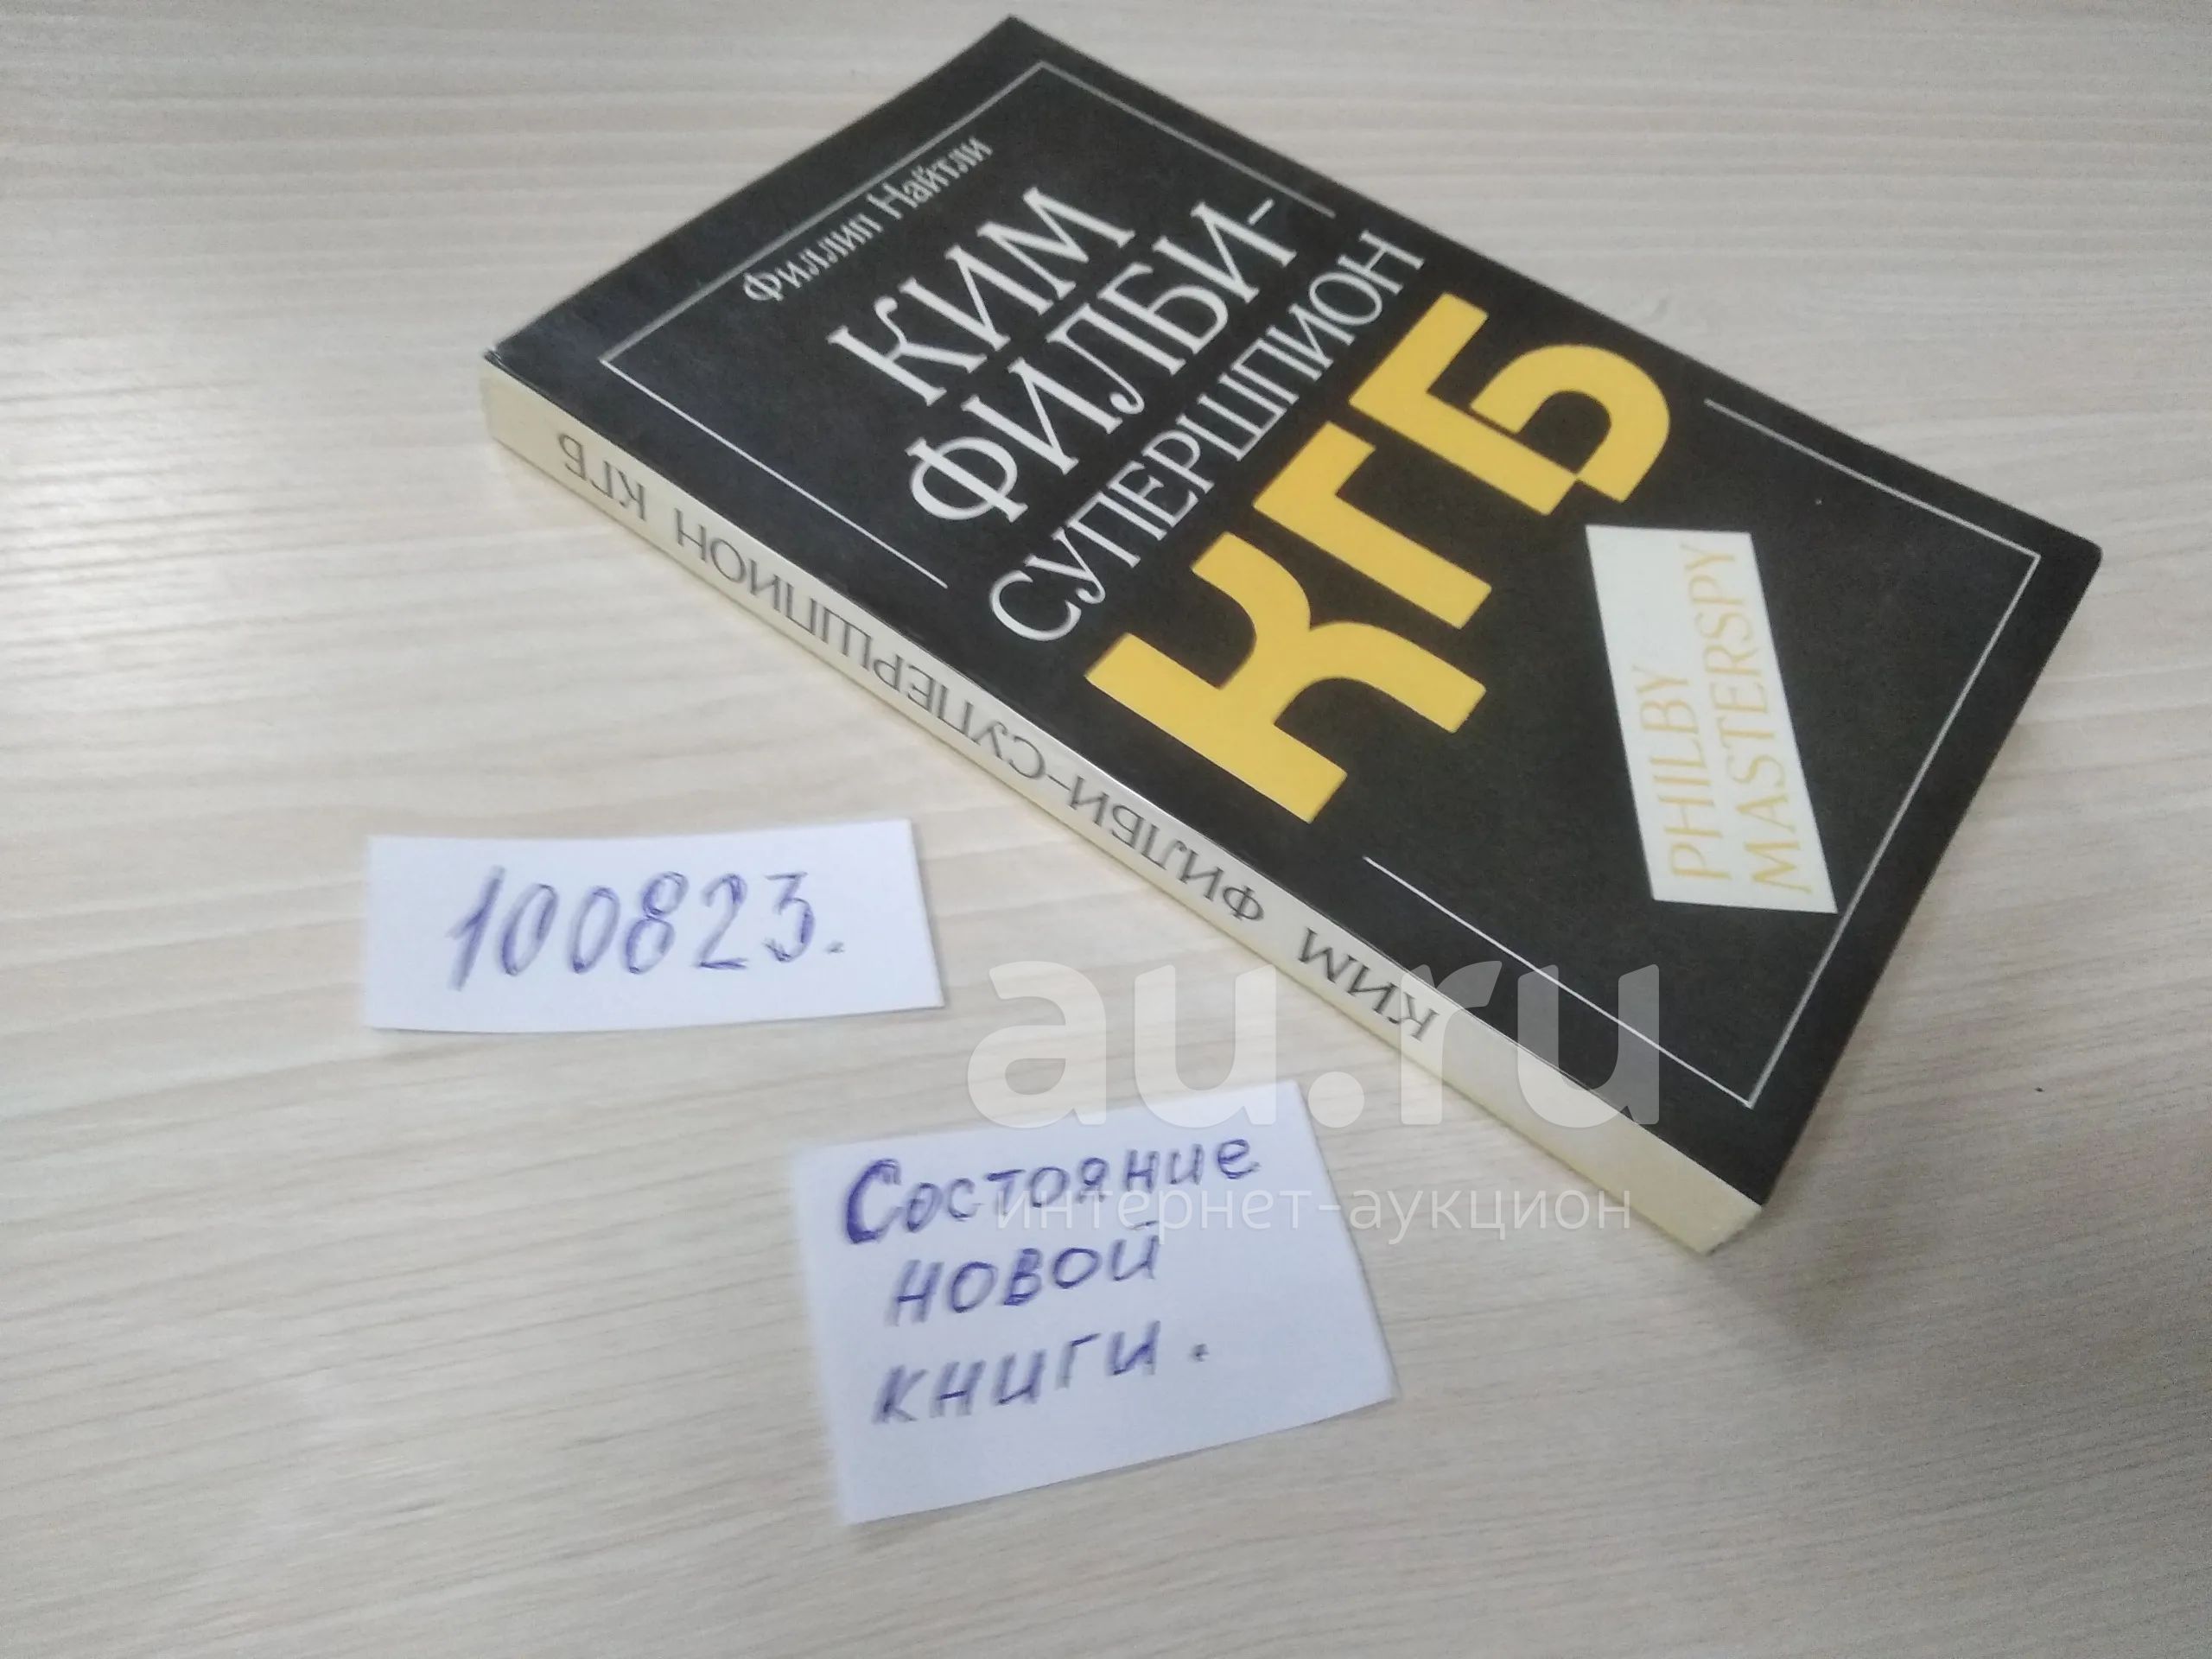 Филлип Найтли
КИМ
ФИЛБИ-
СУПЕРШПИОН
КГБ
PHILBY
MASTERSPY
КИМ ФИЛБИ-СУПЕРШПИОН КГБ
100823.
au.ru
интернет-аукцион
Состояние
новой
книги.